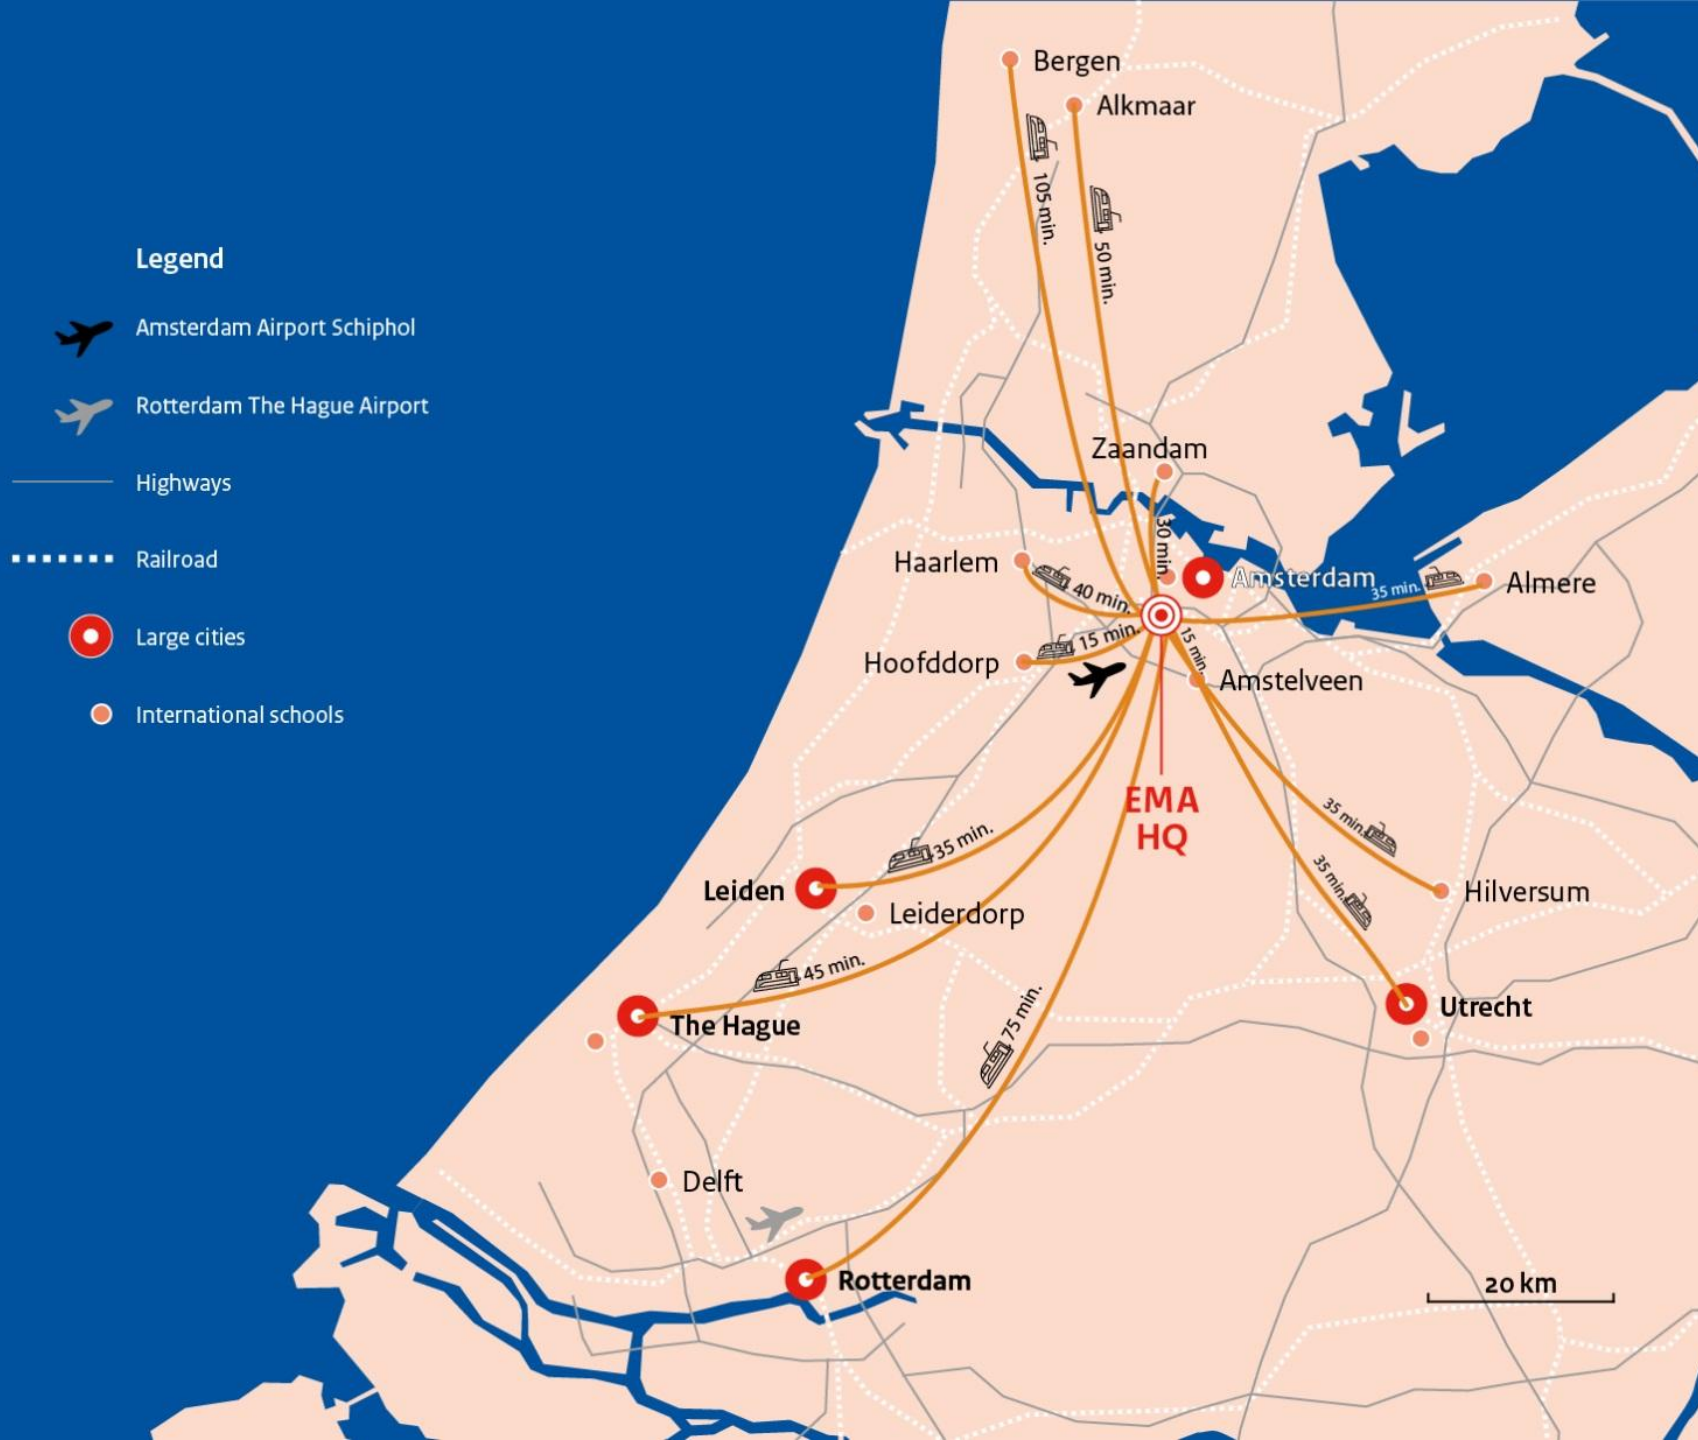 Bergen
Alkmaar
105 min.
50 min.
Legend
Amsterdam Airport Schiphol
Rotterdam The Hague Airport
Highways
Railroad
Large cities
International schools
Zaandam
30 min.
Haarlem
40 min.
Amsterdam
35 min.
Almere
Hoofddorp
15 min.
15 min.
Amstelveen
EMA
HQ
35 min.
35 min.
35 min.
Leiden
Hilversum
Leiderdorp
45 min.
The Hague
75 min.
Utrecht
Delft
Rotterdam
20 km